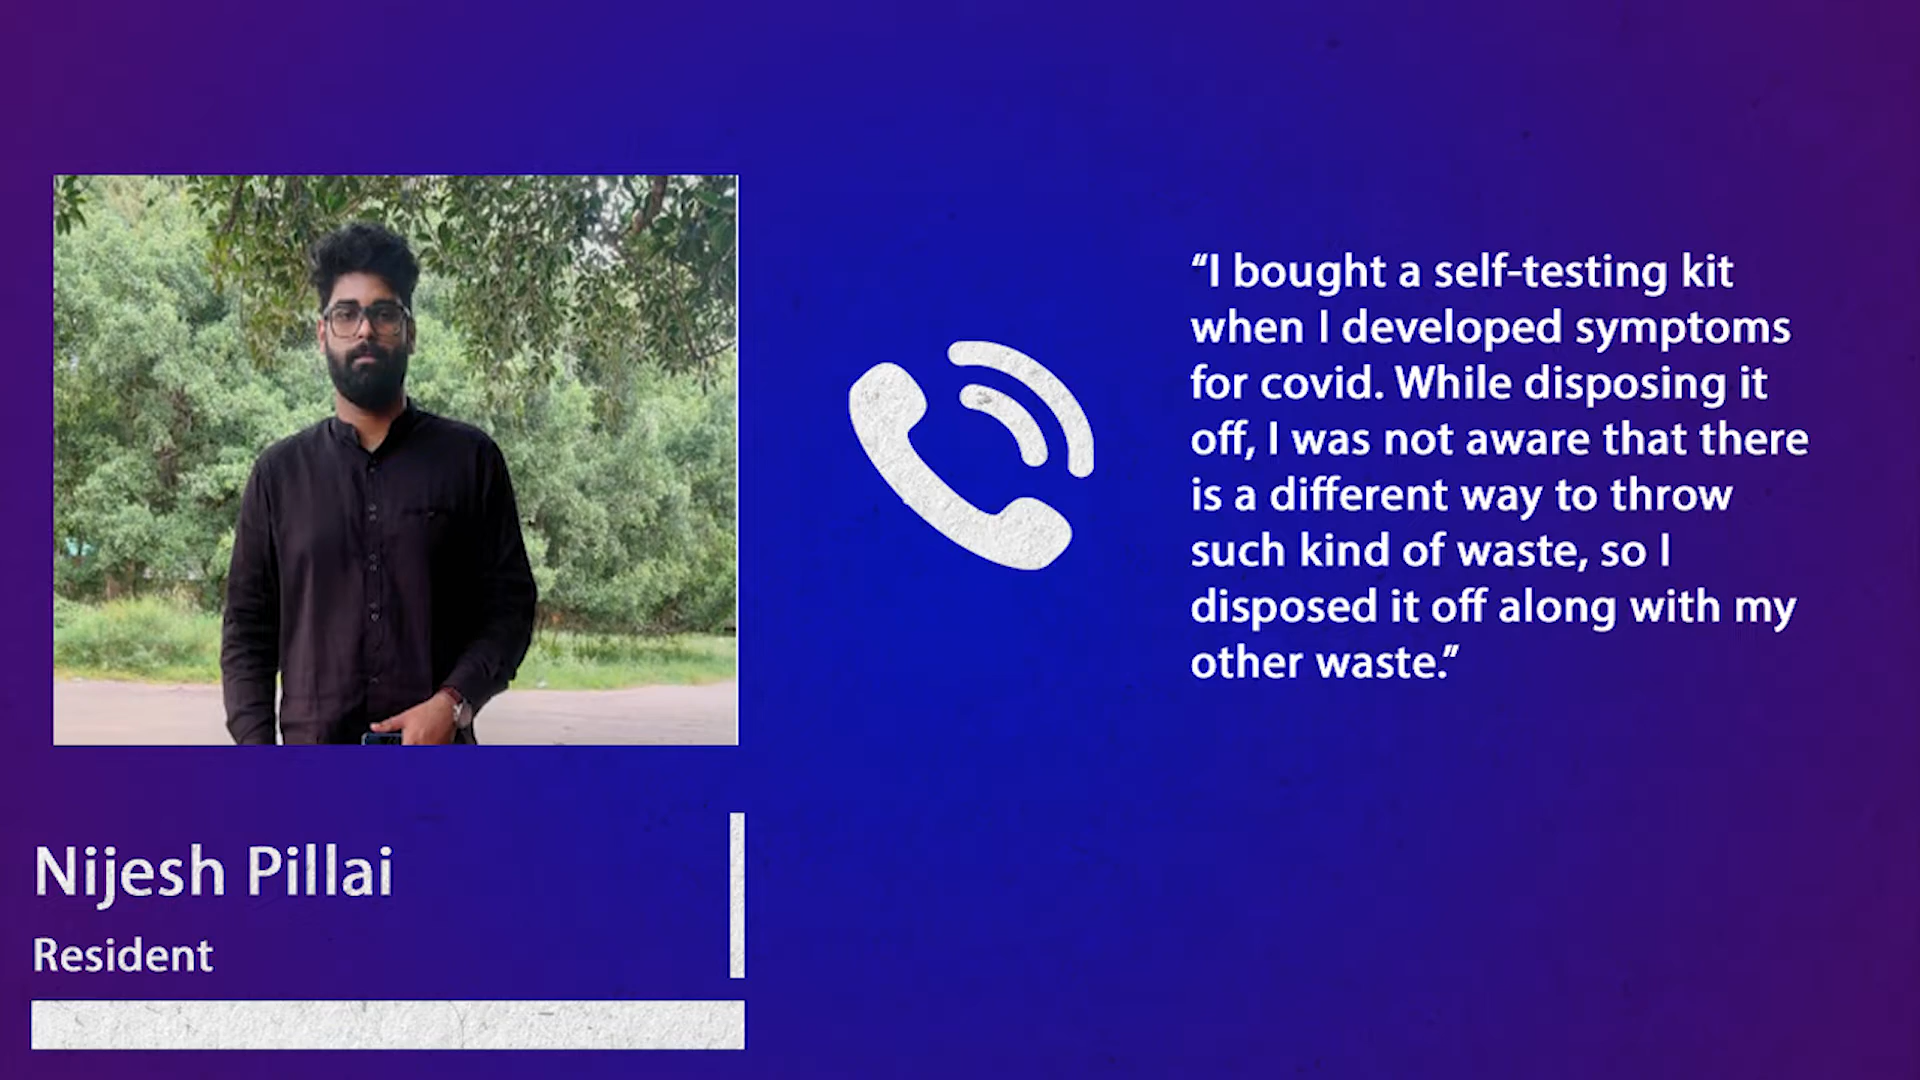 “I bought a self-testing kit
when I developed symptoms
for covid. While disposing it
off, I was not aware that there
is a different way to throw
such kind of waste, so I
disposed it off along with my
other waste.”
Nijesh Pillai
Resident